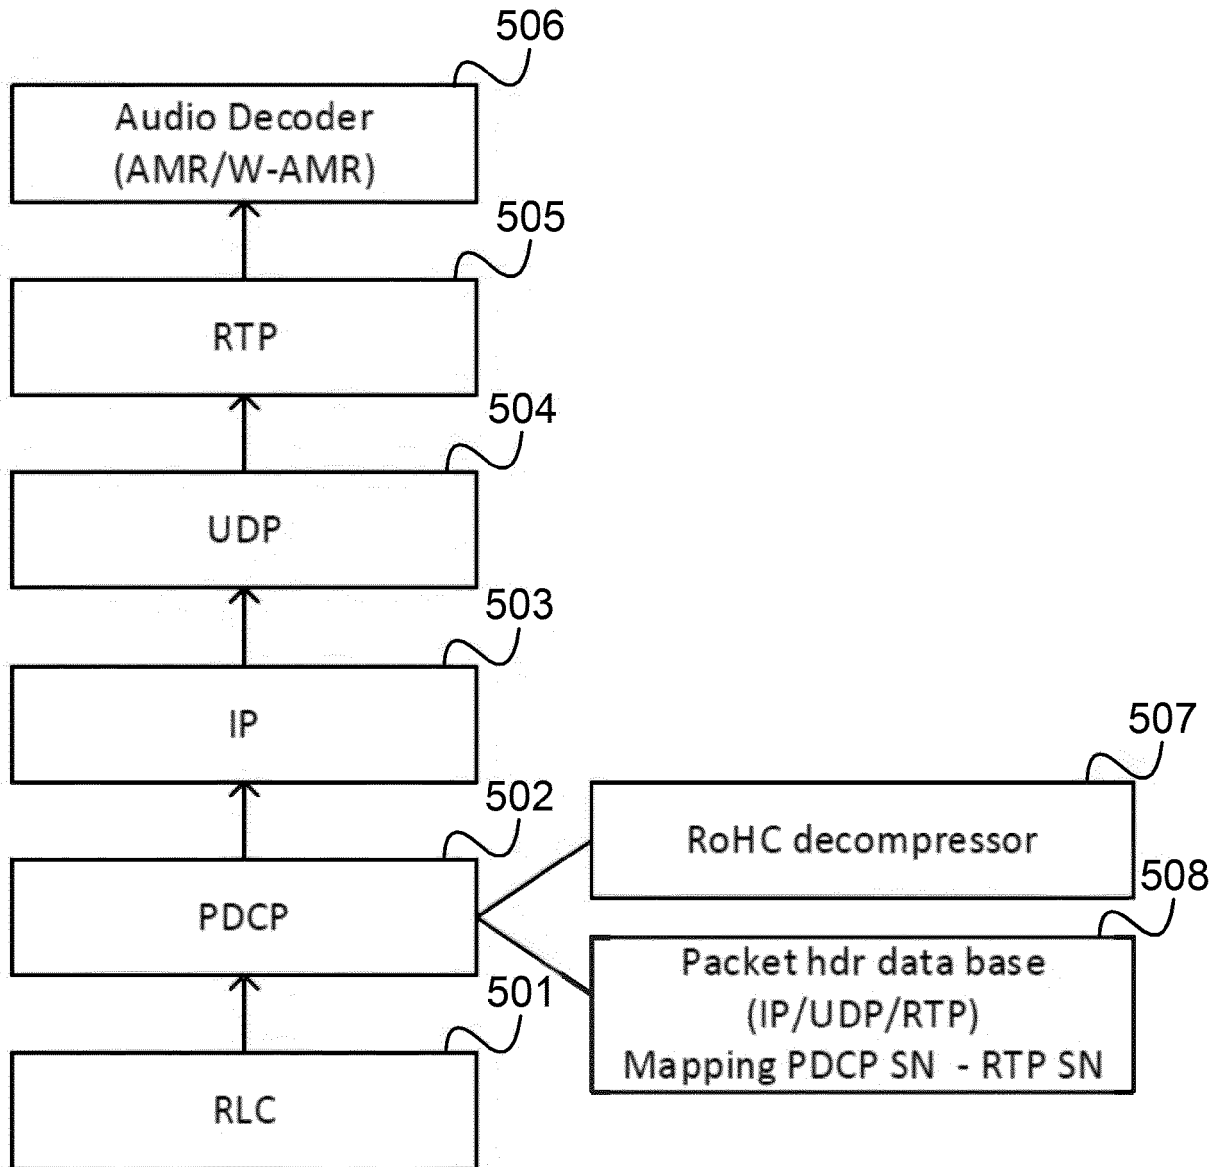 506
Audio Decoder
(AMR/W-AMR)
505
RTP
504
UDP
503
IP
507
RoHC decompressor
502
PDCP
508
Packet hdr data base
(IP/UDP/RTP)
Mapping PDCP SN - RTP SN
501
RLC